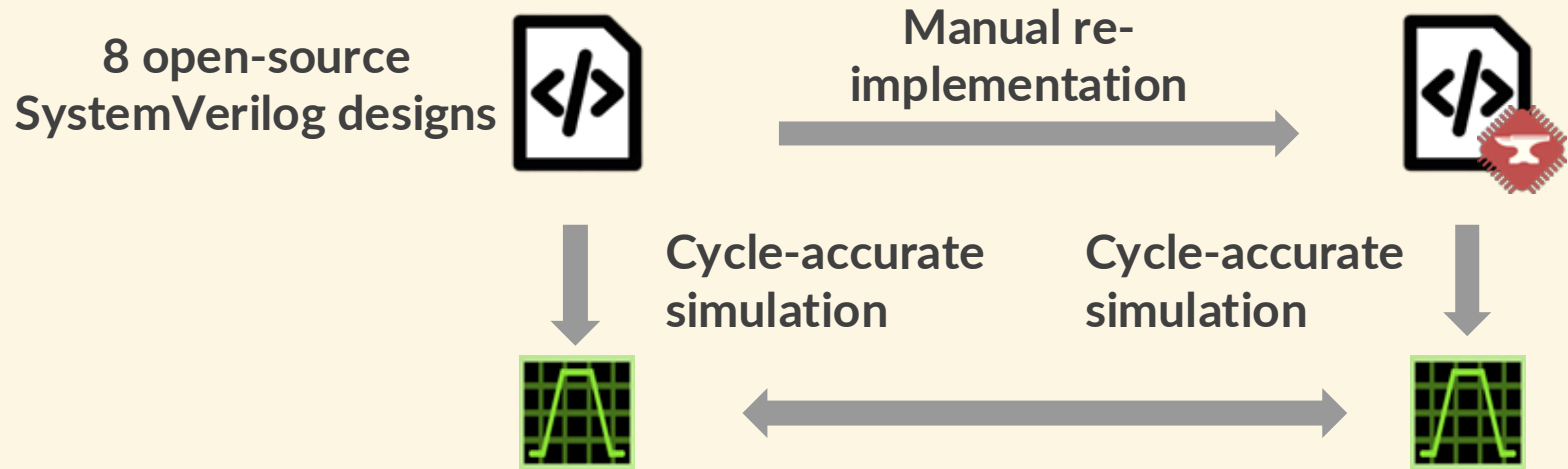 8 open-source
SystemVerilog designs
</>
Manual re-
implementation
</>
Cycle-accurate
simulation
Cycle-accurate
simulation